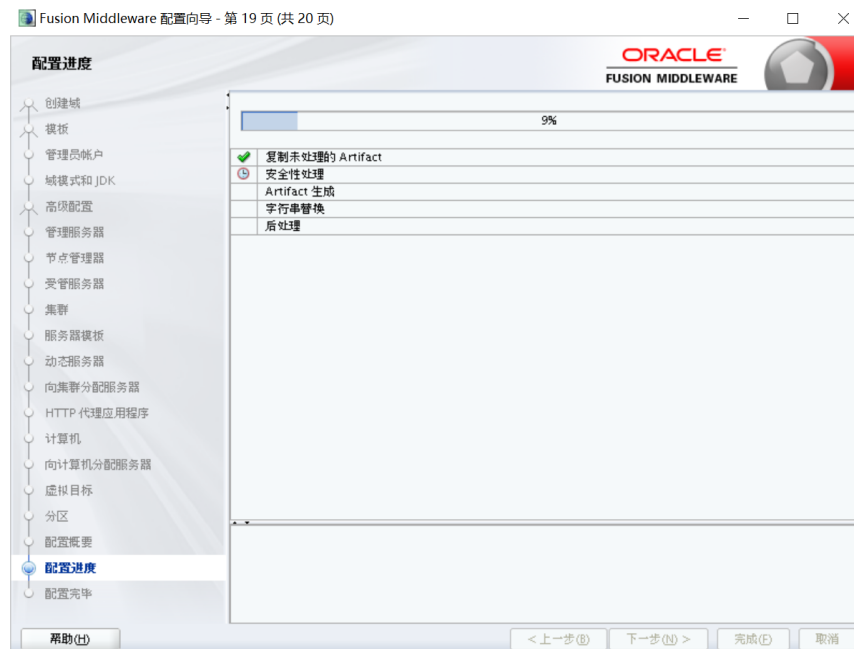 Fusion Middleware 配置向导 - 第 19 页 (共 20 页)
配置进度
ORACLE
FUSION MIDDLEWARE
创建域
模板
管理员帐户
域模式和 JDK
高级配置
管理服务器
节点管理器
受管服务器
集群
服务器模板
动态服务器
向集群分配服务器
HTTP 代理应用程序
计算机
向计算机分配服务器
虚拟目标
分区
配置概要
配置进度
配置完毕
9%
复制未处理的 Artifact
安全性处理
Artifact 生成
字符串替换
后处理
帮助(H)
< 上一步(B)
下一步(N) >
完成(F)
取消